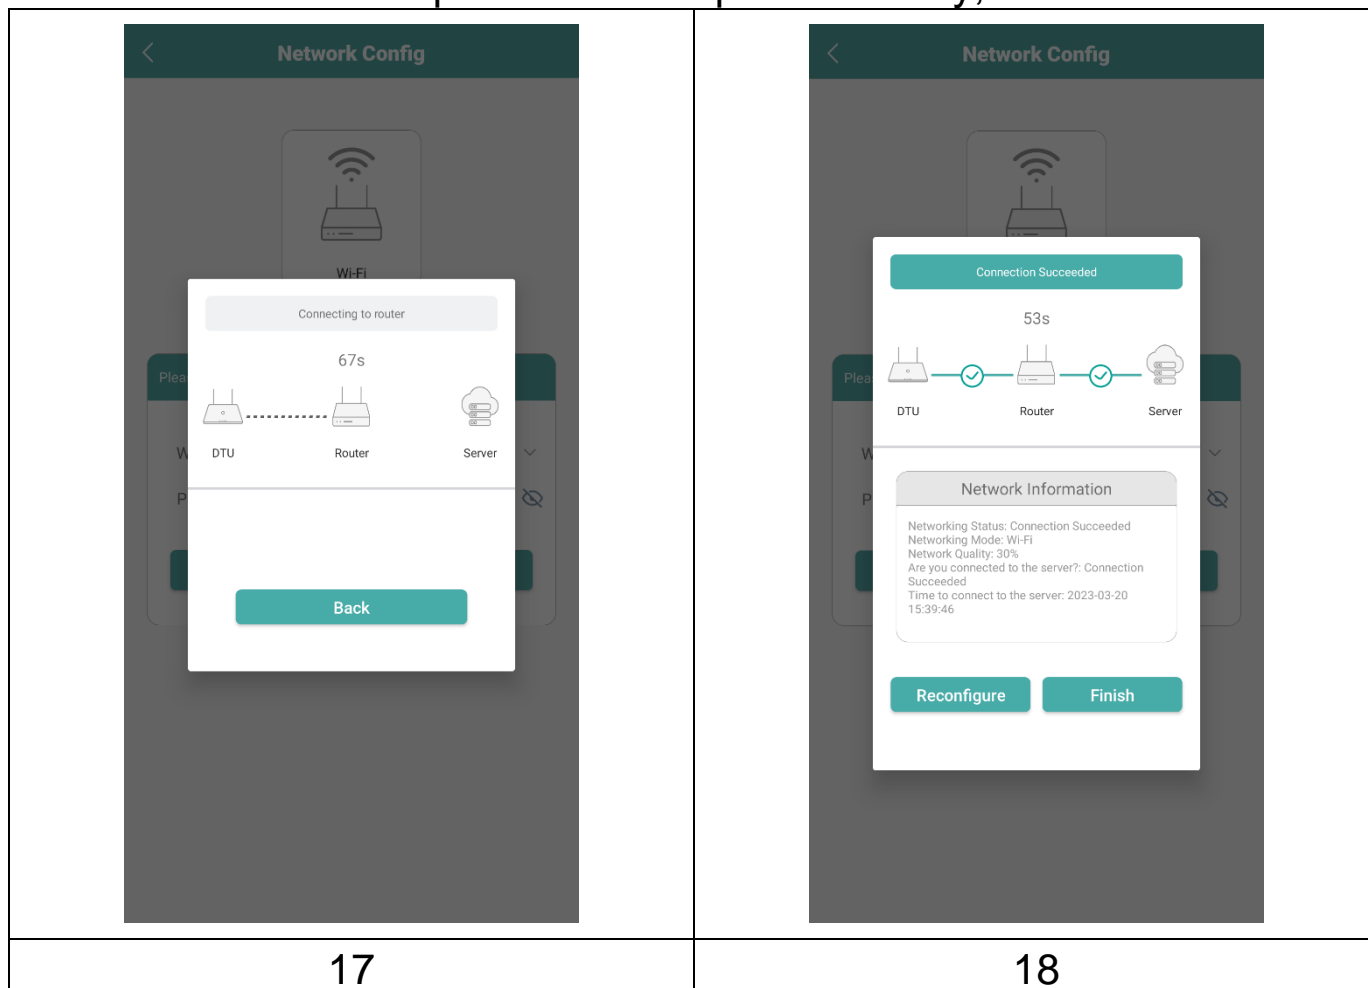 Network Config
Wi-Fi
Connecting to router
67s
DTU
Router
Server
Back
17
Network Config
Connection Succeeded
53s
DTU
Router
Server
Network Information
Networking Status: Connection Succeeded
Networking Mode: Wi-Fi
Network Quality: 30%
Are you connected to the server?: Connection
Succeeded
Time to connect to the server: 2023-03-20
15:39:46
Reconfigure
Finish
18